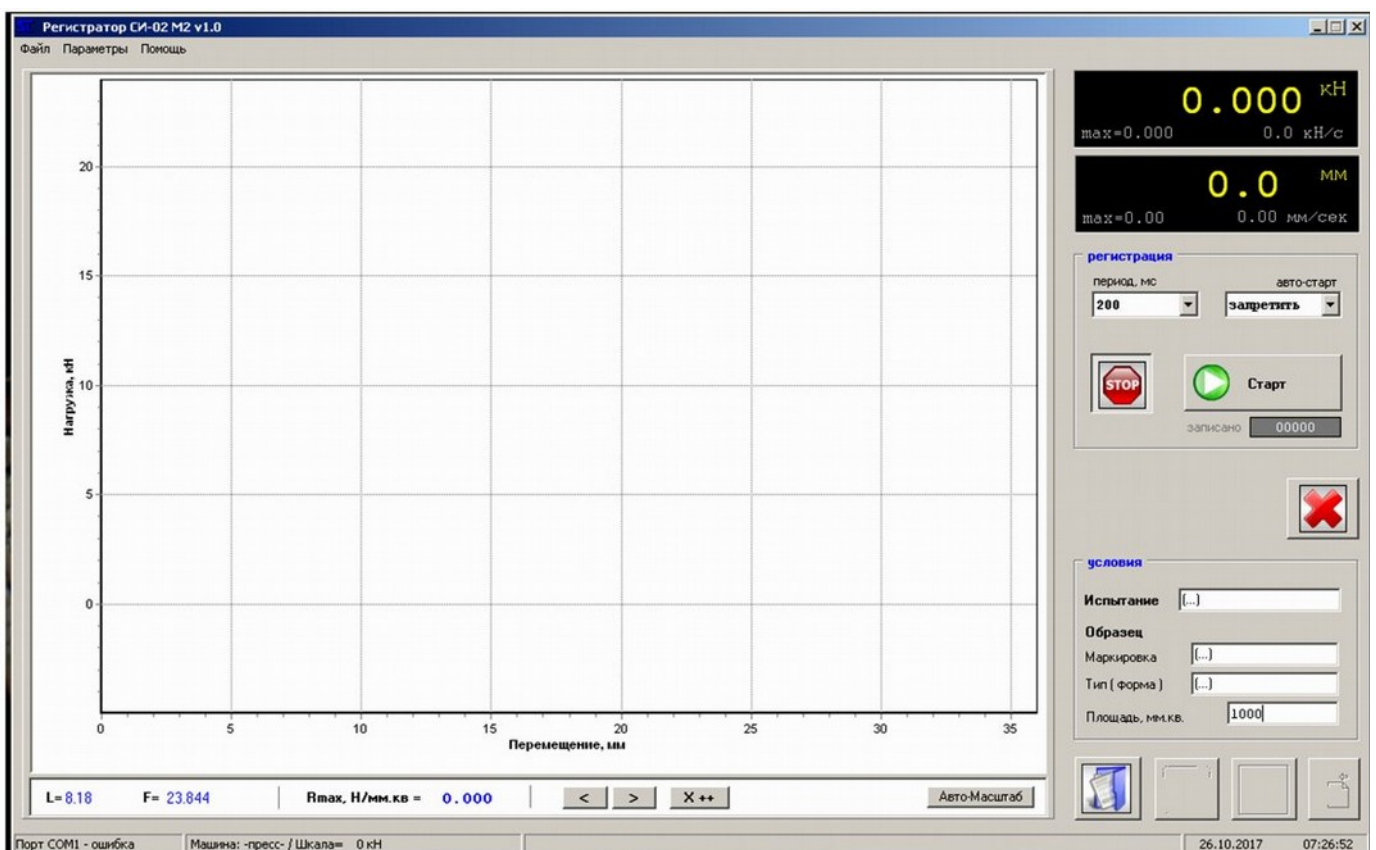 Регистратор СИ-02 М2 v1.0
Файл Параметры Помощь
20
15
10
5
0
Нагрузка, кН
0 5 10 15 20 25 30 35
Перемещение, мм
L= 8.18 F= 23.844 Rmax, Н/мм.кв = 0.000 < > X ++ Авто-Масштаб
0.000 кН
max=0.000 0.0 кН/с
0.0 мм
max=0.00 0.00 мм/сек
регистрация
период, мс авто-старт
200 запретить
STOP Старт
записано 00000
условия
Испытание (...)
Образец
Маркировка (...)
Тип ( форма ) (...)
Площадь, мм.кв. 1000
Порт COM1 - ошибка Машина: -пресс- / Шкала= 0 кН 26.10.2017 07:26:52